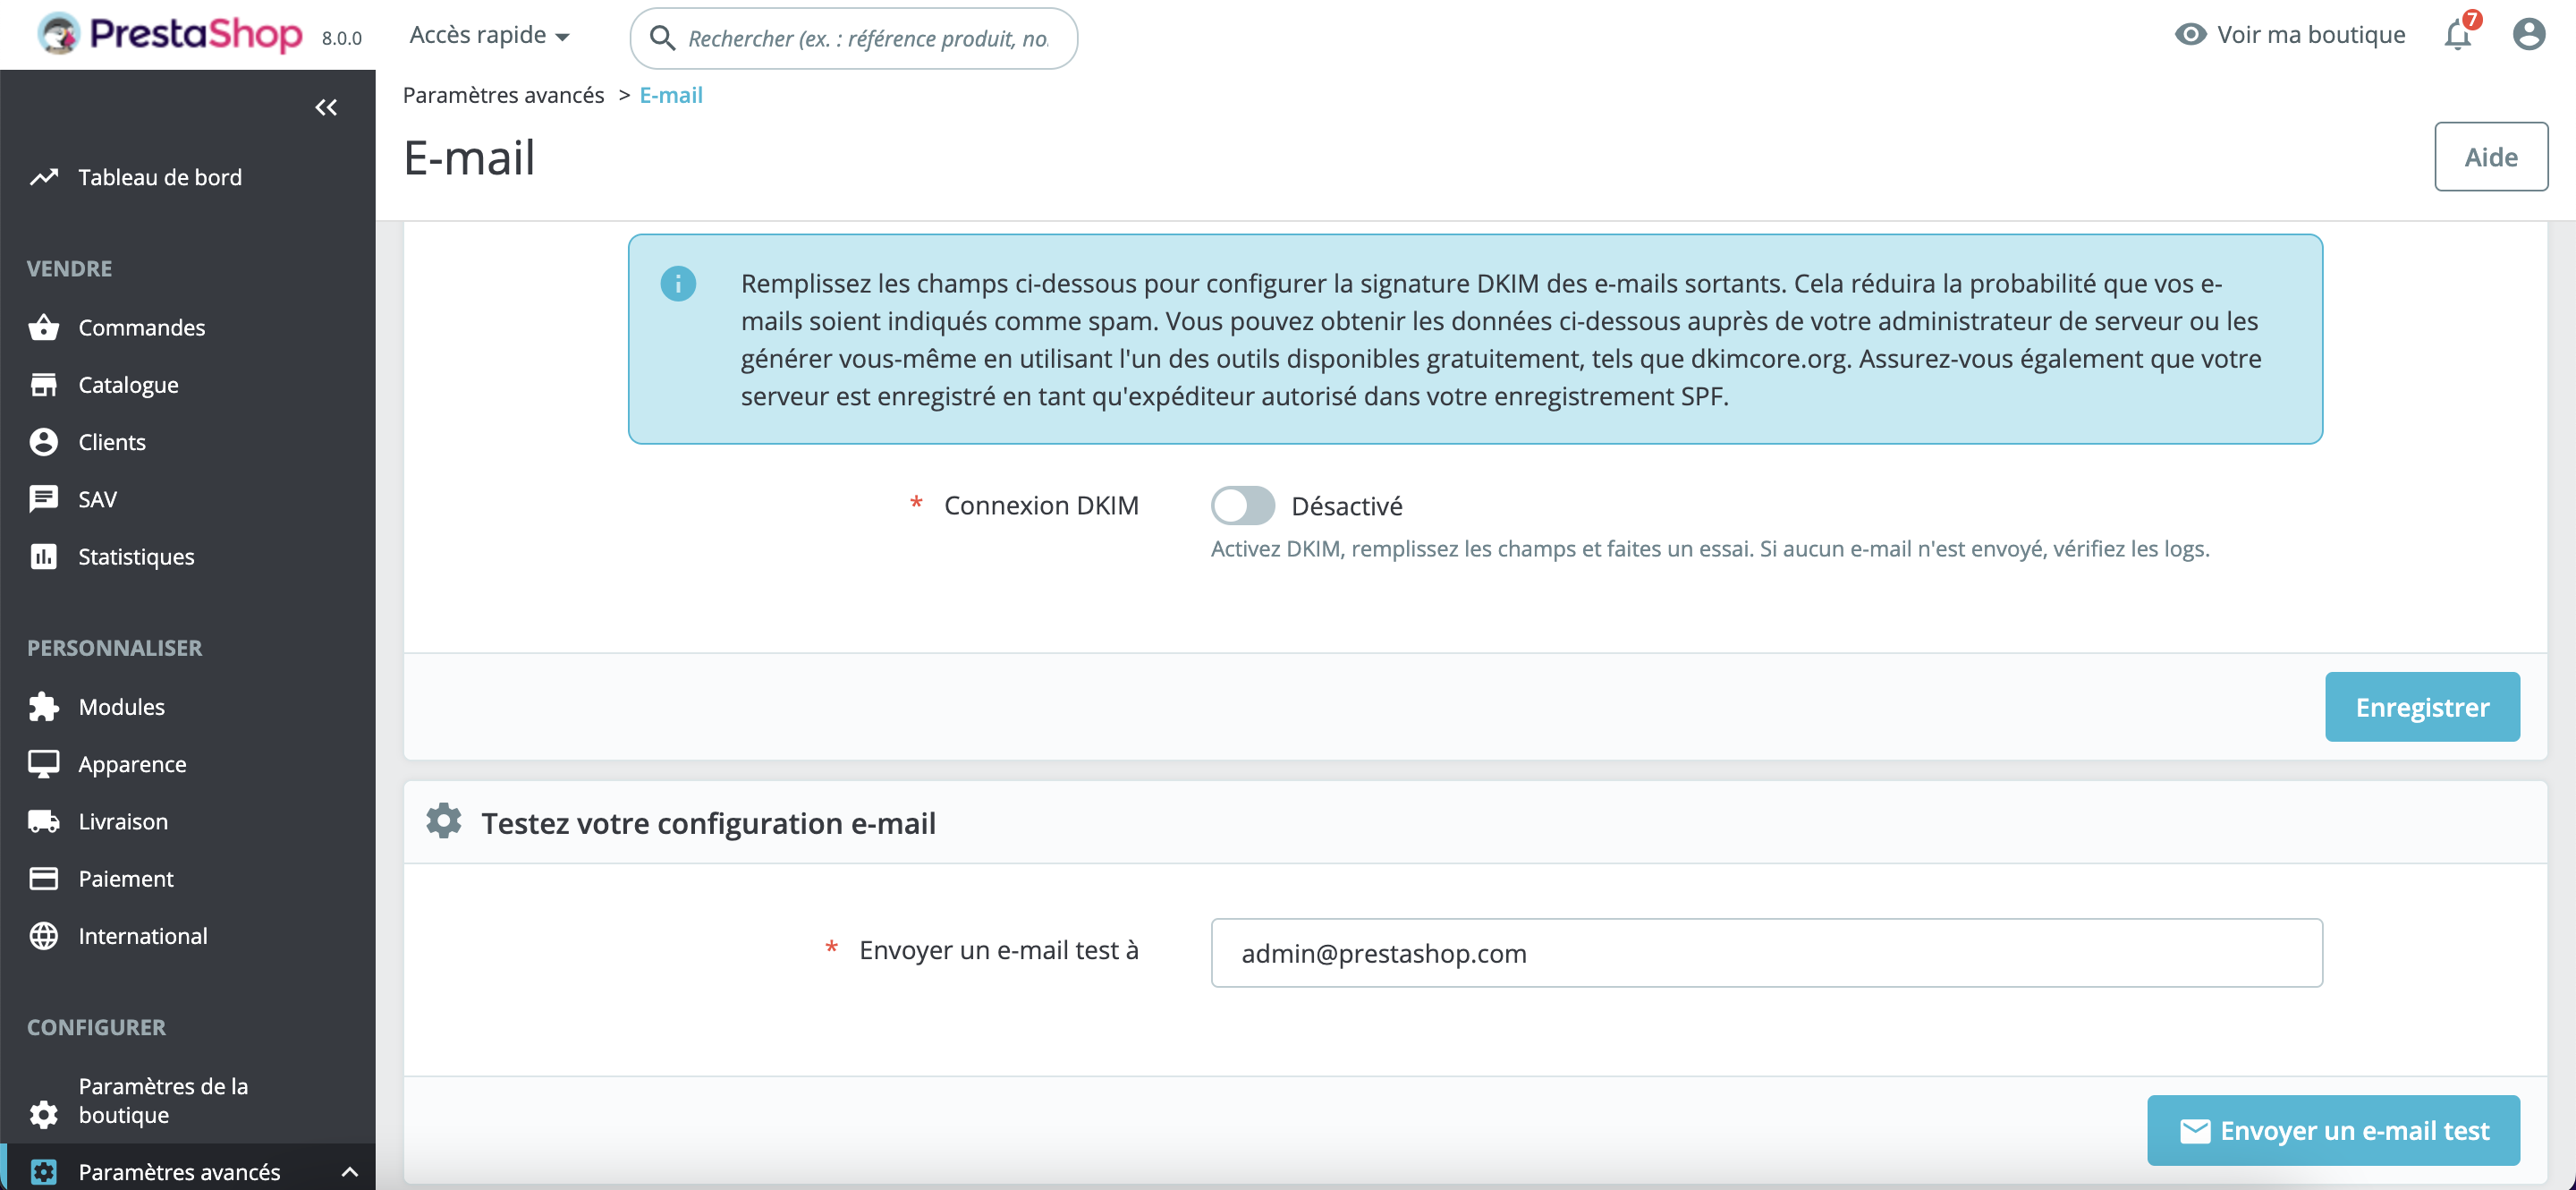 PrestaShop 8.0.0
Accès rapide
Rechercher (ex. : référence produit, no.
Voir ma boutique
7
Paramètres avancés > E-mail
E-mail
Aide
Tableau de bord
VENDRE
Commandes
Catalogue
Clients
SAV
Statistiques
PERSONNALISER
Modules
Apparence
Livraison
Paiement
International
CONFIGURER
Paramètres de la
boutique
Paramètres avancés
Remplissez les champs ci-dessous pour configurer la signature DKIM des e-mails sortants. Cela réduira la probabilité que vos e-
mails soient indiqués comme spam. Vous pouvez obtenir les données ci-dessous auprès de votre administrateur de serveur ou les
générer vous-même en utilisant l'un des outils disponibles gratuitement, tels que dkimcore.org. Assurez-vous également que votre
serveur est enregistré en tant qu'expéditeur autorisé dans votre enregistrement SPF.
* Connexion DKIM
Désactivé
Activez DKIM, remplissez les champs et faites un essai. Si aucun e-mail n'est envoyé, vérifiez les logs.
Enregistrer
Testez votre configuration e-mail
* Envoyer un e-mail test à
admin@prestashop.com
Envoyer un e-mail test